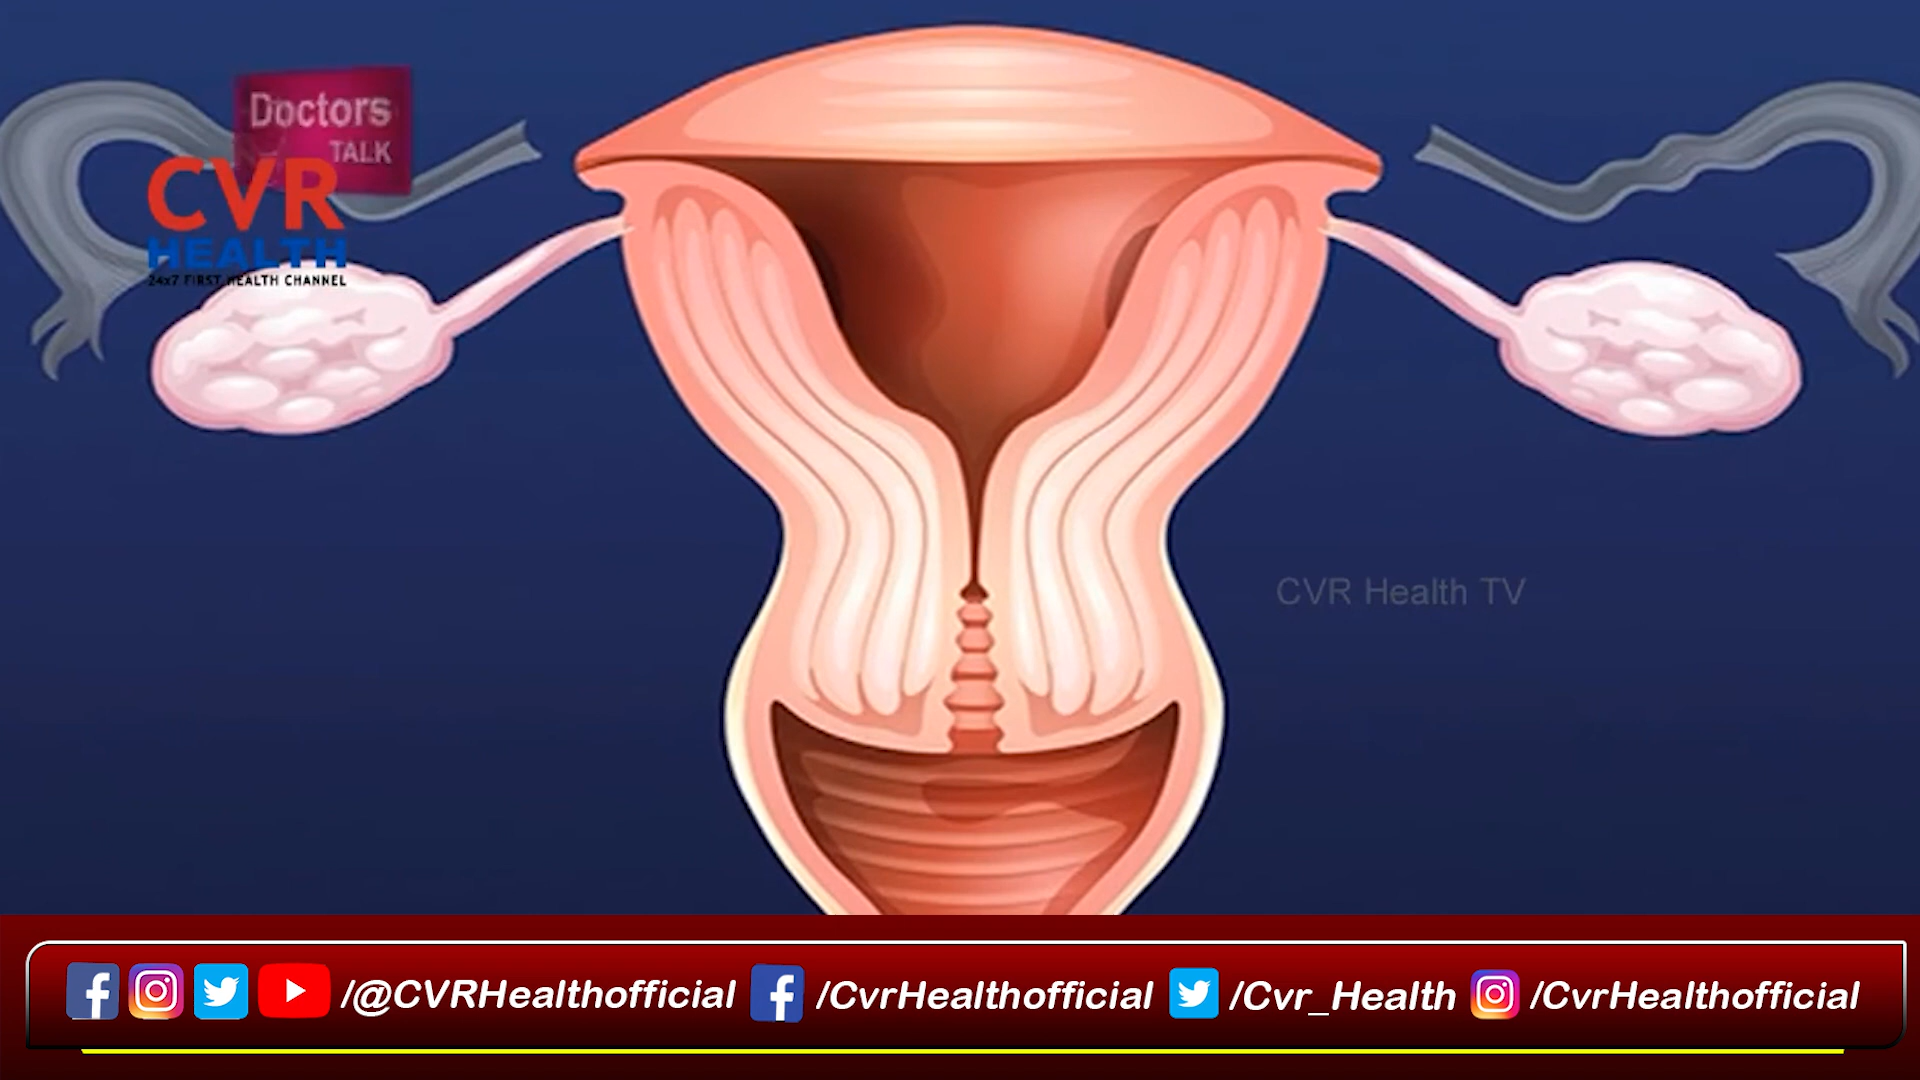 Doctors
TALK
CVR
HEALTH
24x7 FIRST HEALTH CHANNEL
CVR Health TV
/@CVRHealthofficial /CvrHealthofficial /Cvr_Health /CvrHealthofficial